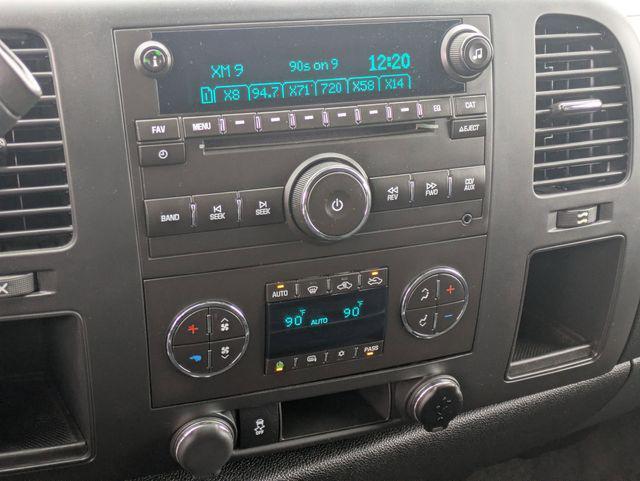 XM 9 90s on 9 12:20
1 X8 94.7 X71 720 X58 X14
FAV MENU EQ CAT
EJECT
BAND SEEK SEEK REV FWD CD/AUX
AUTO
90°F AUTO 90°F
PASS
OFF